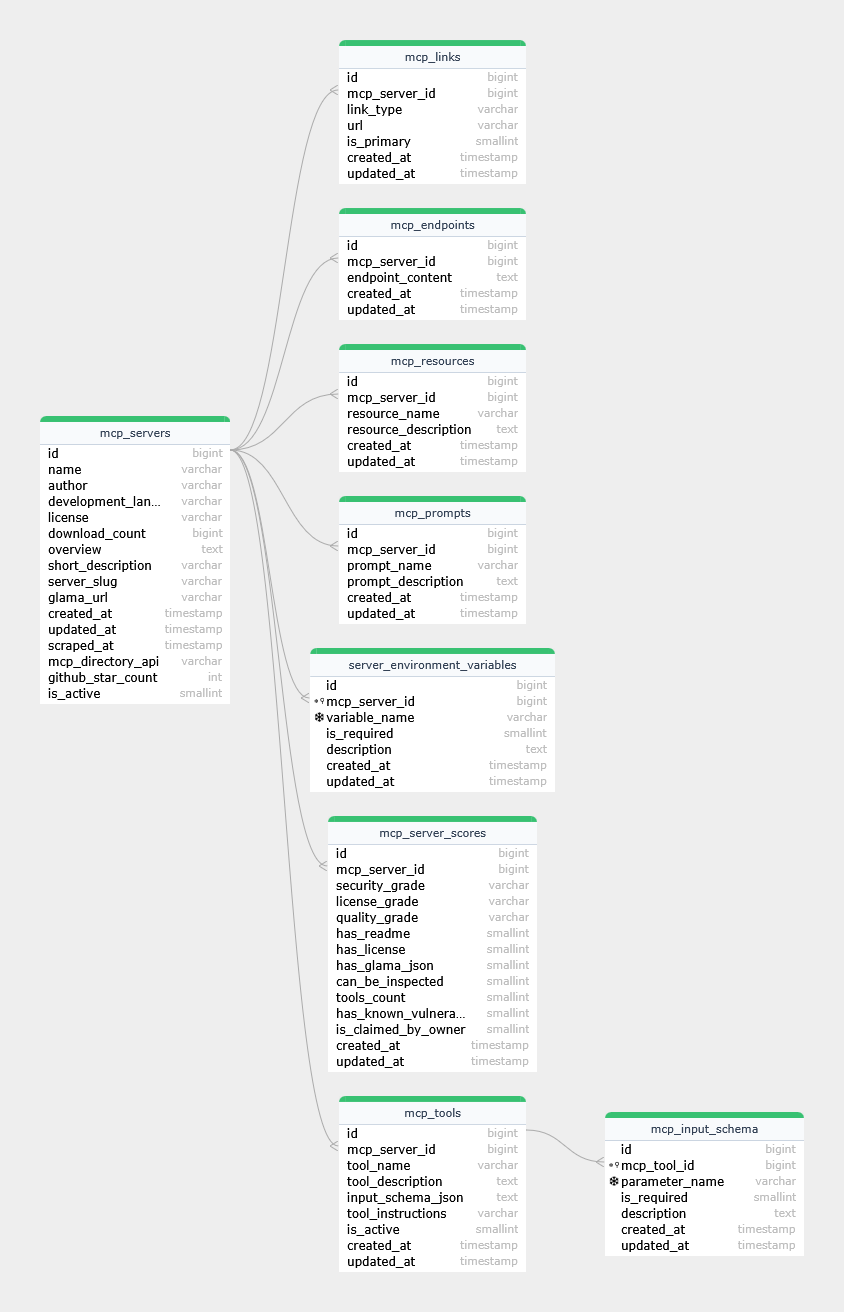 mcp_links
id bigint
mcp_server_id bigint
link_type varchar
url varchar
is_primary smallint
created_at timestamp
updated_at timestamp
mcp_endpoints
id bigint
mcp_server_id bigint
endpoint_content text
created_at timestamp
updated_at timestamp
mcp_resources
id bigint
mcp_server_id bigint
resource_name varchar
resource_description text
created_at timestamp
updated_at timestamp
mcp_servers
id bigint
name varchar
author varchar
development_lan... varchar
license varchar
download_count bigint
overview text
short_description varchar
server_slug varchar
glama_url varchar
created_at timestamp
updated_at timestamp
scraped_at timestamp
mcp_directory_api varchar
github_star_count int
is_active smallint
mcp_prompts
id bigint
mcp_server_id bigint
prompt_name varchar
prompt_description text
created_at timestamp
updated_at timestamp
server_environment_variables
id bigint
mcp_server_id bigint
variable_name varchar
is_required smallint
description text
created_at timestamp
updated_at timestamp
mcp_server_scores
id bigint
mcp_server_id bigint
security_grade varchar
license_grade varchar
quality_grade varchar
has_readme smallint
has_license smallint
has_glama_json smallint
can_be_inspected smallint
tools_count smallint
has_known_vulnera... smallint
is_claimed_by_owner smallint
created_at timestamp
updated_at timestamp
mcp_tools
id bigint
mcp_server_id bigint
tool_name varchar
tool_description text
input_schema_json text
tool_instructions varchar
is_active smallint
created_at timestamp
updated_at timestamp
mcp_input_schema
id bigint
mcp_tool_id bigint
parameter_name varchar
is_required smallint
description text
created_at timestamp
updated_at timestamp